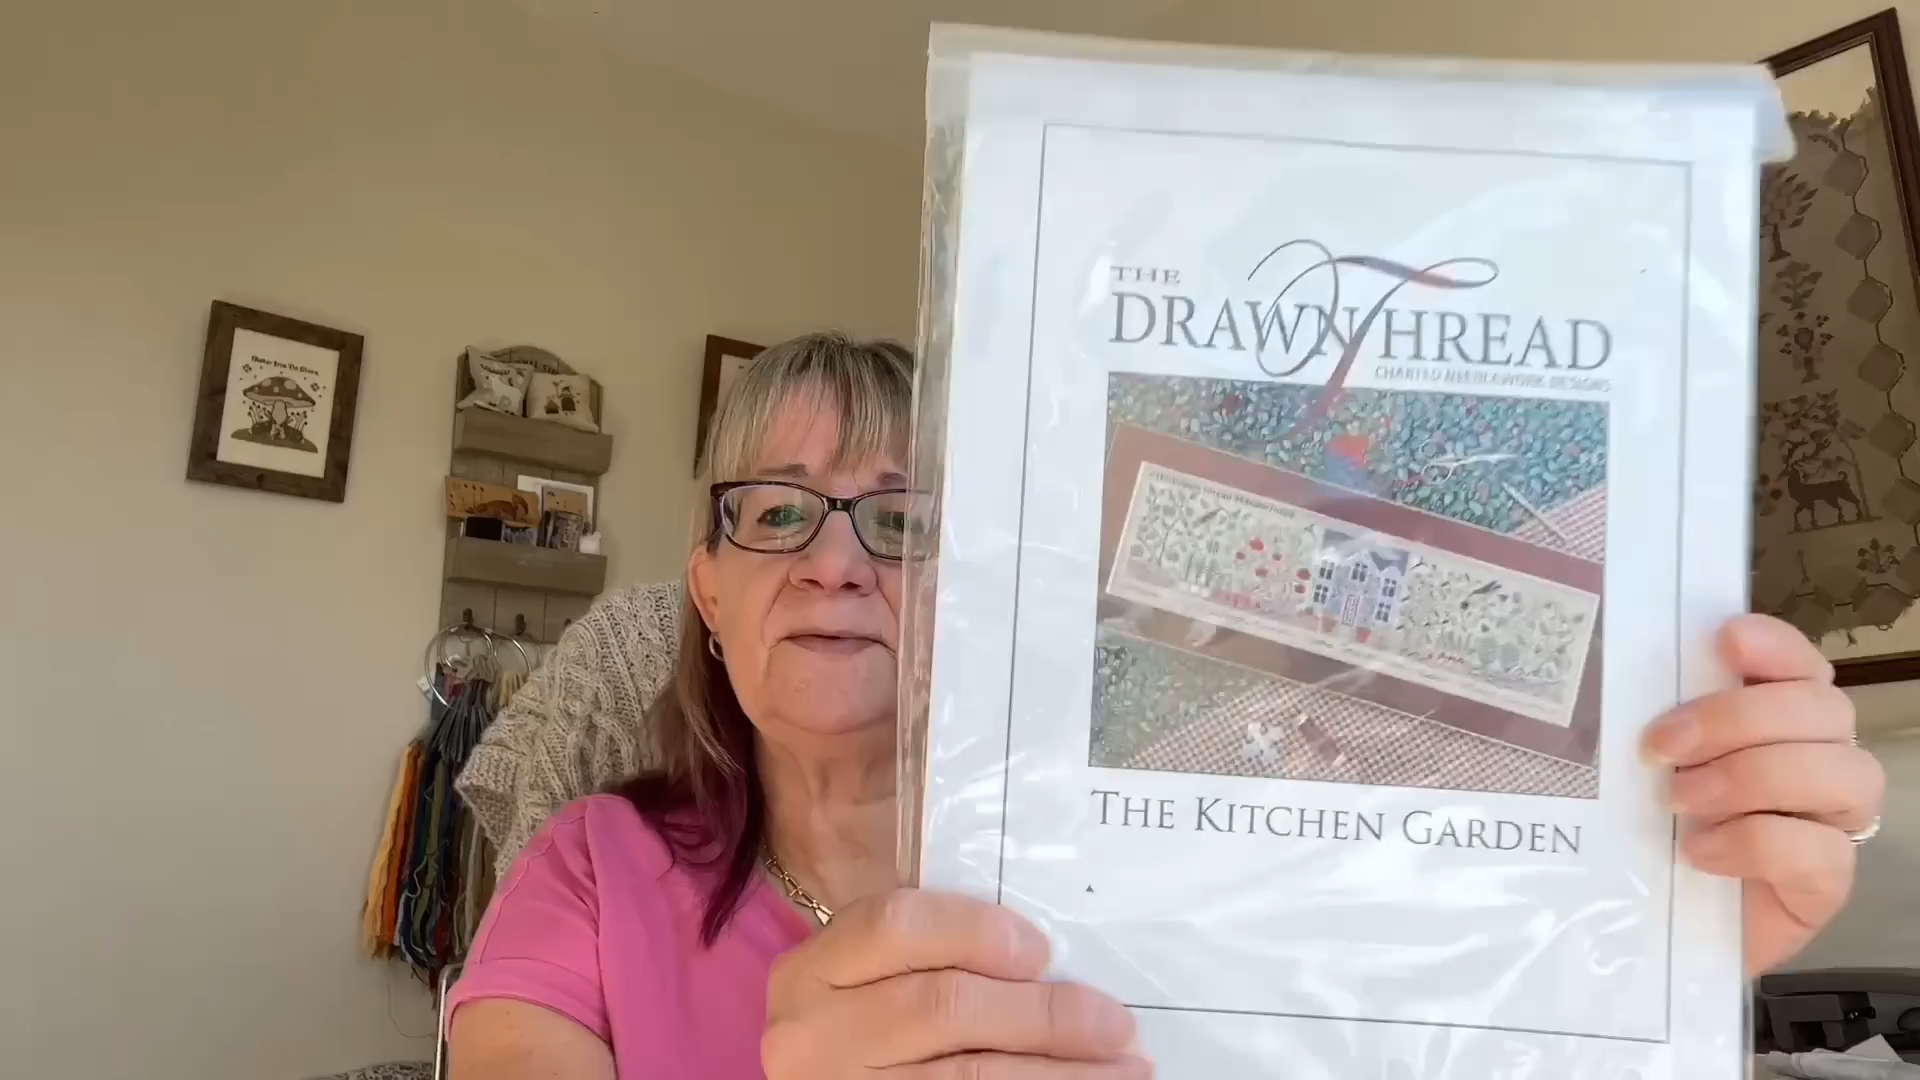 THE
DRAWN THREAD
CHARTED NEEDLEWORK DESIGNS
THE KITCHEN GARDEN